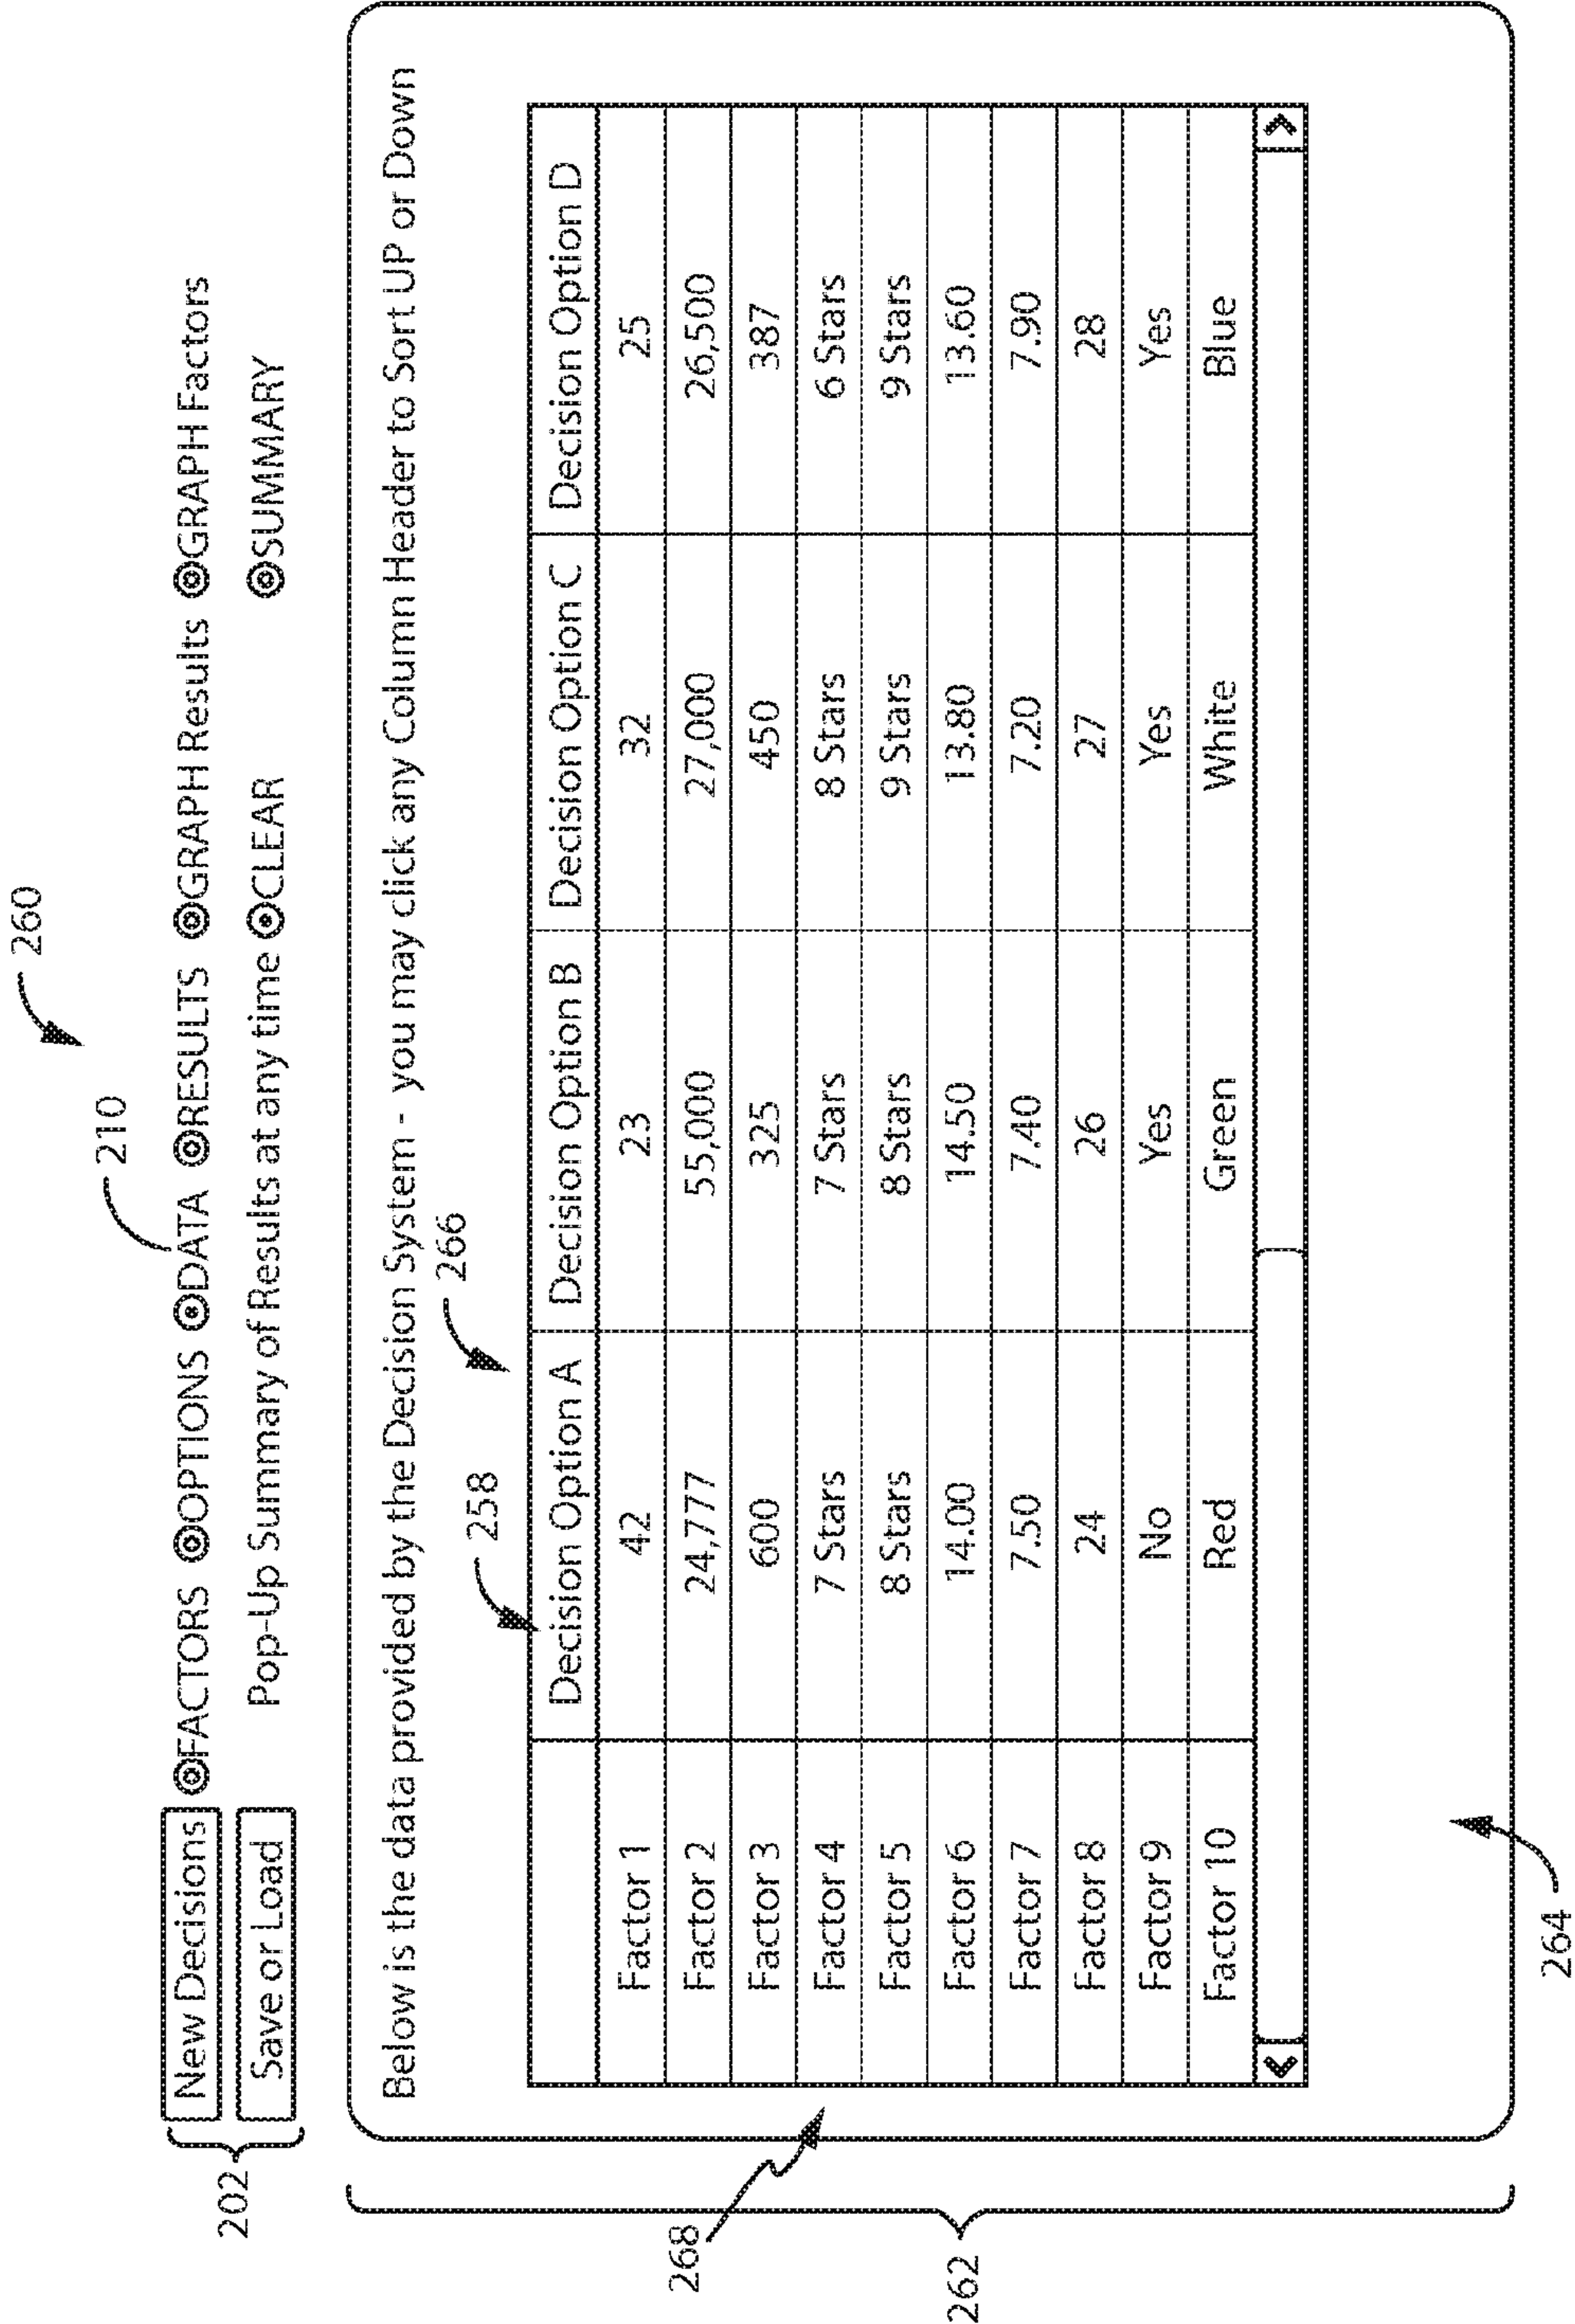 260
210
202
New Decisions FACTORS OPTIONS DATA RESULTS GRAPH Results GRAPH Factors
Save or Load Pop-Up Summary of Results at any time CLEAR SUMMARY
Below is the data provided by the Decision System - you may click any Column Header to Sort UP or Down
258
266
Decision Option A Decision Option B Decision Option C Decision Option D
Factor 1 42 23 32 25
Factor 2 24,777 55,000 27,000 26,500
Factor 3 600 325 450 387
Factor 4 7 Stars 7 Stars 8 Stars 6 Stars
Factor 5 8 Stars 8 Stars 9 Stars 9 Stars
Factor 6 14.00 14.50 13.80 13.60
Factor 7 7.50 7.40 7.20 7.90
Factor 8 24 26 27 28
Factor 9 No Yes Yes Yes
Factor 10 Red Green White Blue
268
262
264